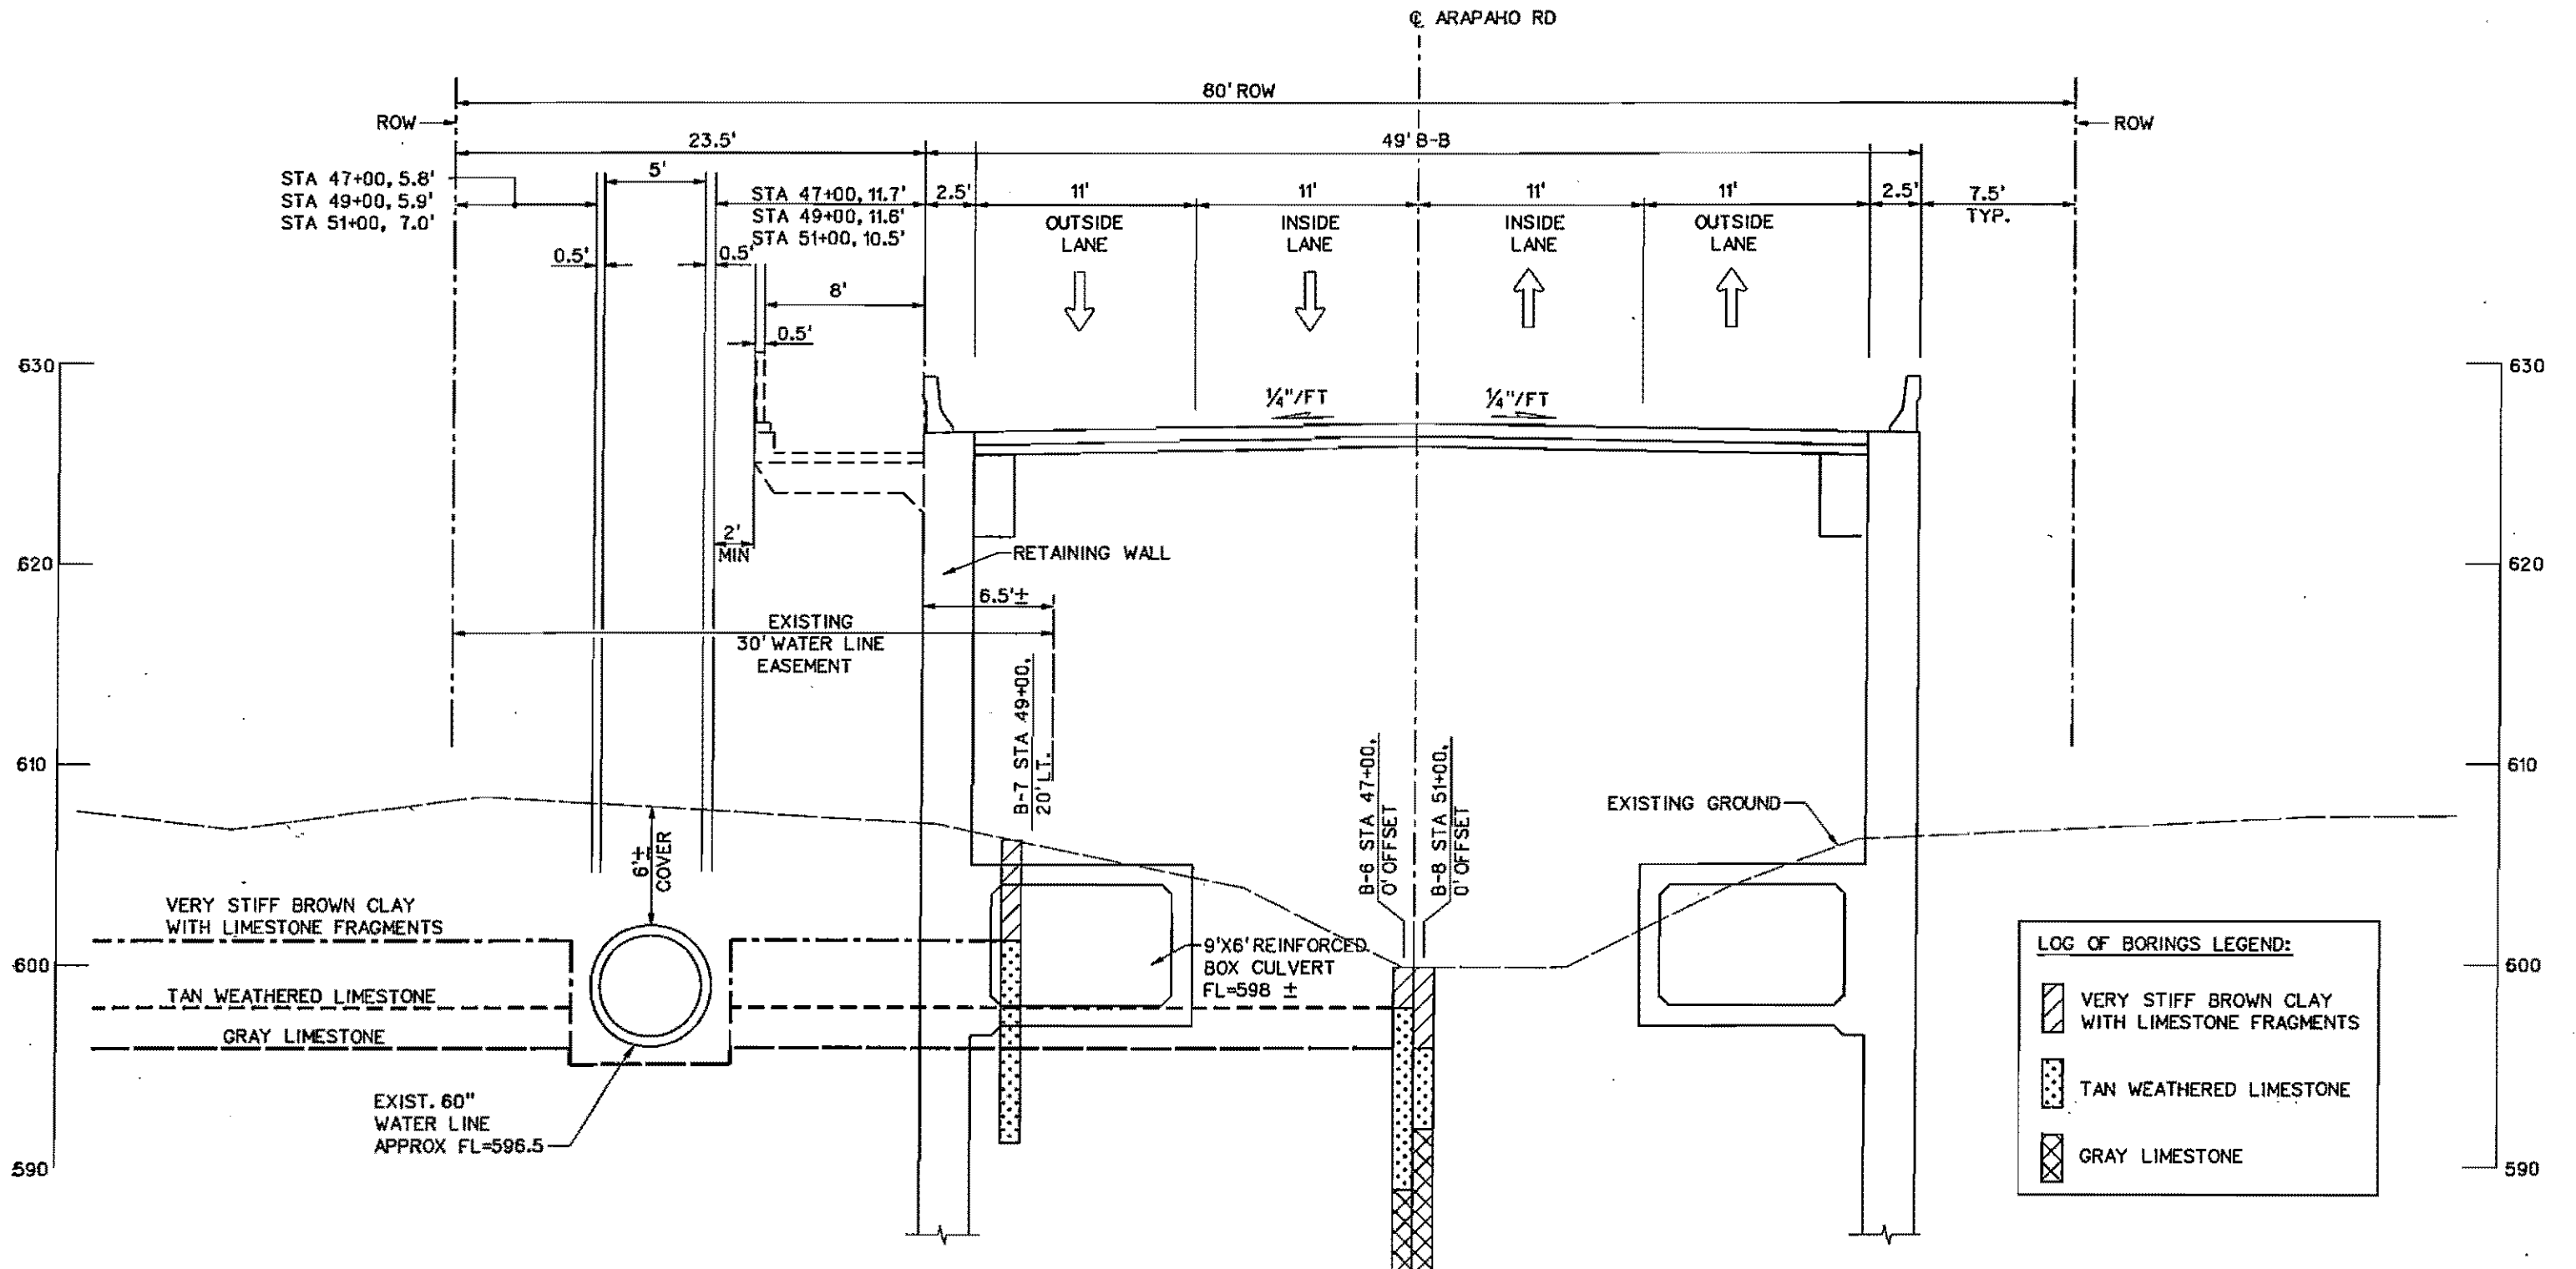 ℄ ARAPAHO RD
80' ROW
ROW
ROW
23.5'
49' B-B
STA 47+00, 5.8'
STA 49+00, 5.9'
STA 51+00, 7.0'
5'
STA 47+00, 11.7'
STA 49+00, 11.6'
STA 51+00, 10.5'
2.5'
11'
11'
11'
11'
2.5'
7.5'
TYP.
OUTSIDE
LANE
INSIDE
LANE
INSIDE
LANE
OUTSIDE
LANE
0.5'
0.5'
8'
0.5'
630
630
1/4"/FT
1/4"/FT
2'
MIN
RETAINING WALL
620
620
6.5'±
EXISTING
30' WATER LINE
EASEMENT
B-7 STA 49+00,
20' LT.
610
610
B-6 STA 47+00,
0' OFFSET
B-8 STA 51+00,
0' OFFSET
EXISTING GROUND
6'±
COVER
VERY STIFF BROWN CLAY
WITH LIMESTONE FRAGMENTS
9'X6' REINFORCED
BOX CULVERT
FL=598 ±
600
600
TAN WEATHERED LIMESTONE
GRAY LIMESTONE
EXIST. 60"
WATER LINE
APPROX FL=596.5
590
590
LOG OF BORINGS LEGEND:
VERY STIFF BROWN CLAY
WITH LIMESTONE FRAGMENTS
TAN WEATHERED LIMESTONE
GRAY LIMESTONE